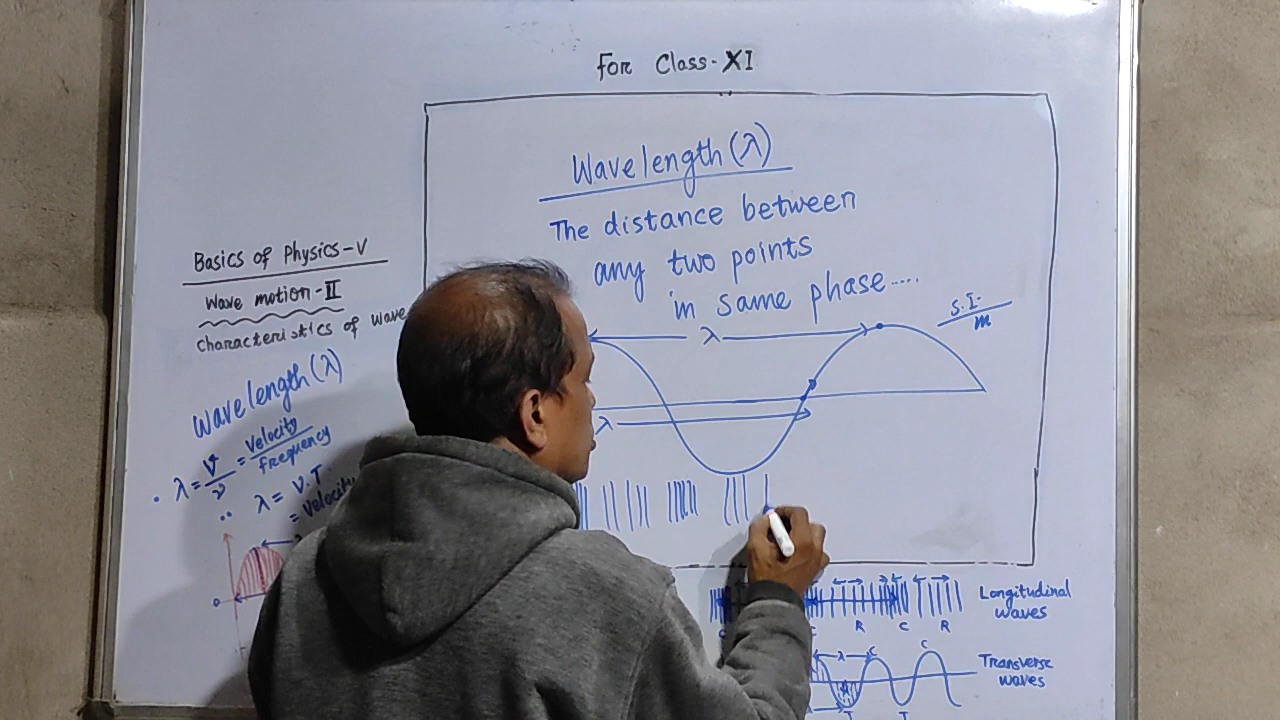 For Class-XI
Wavelength (λ)
The distance between
any two points
in same phase....
S.I.
m
λ
λ
Basics of Physics-V
Wave motion-II
characteristics of wave
Wavelength (λ)
λ = V/ν = Velocity/Frequency
∴ λ = V.T
= Velocity
R C R
Longitudinal
waves
λ C C
Transverse
waves
T T